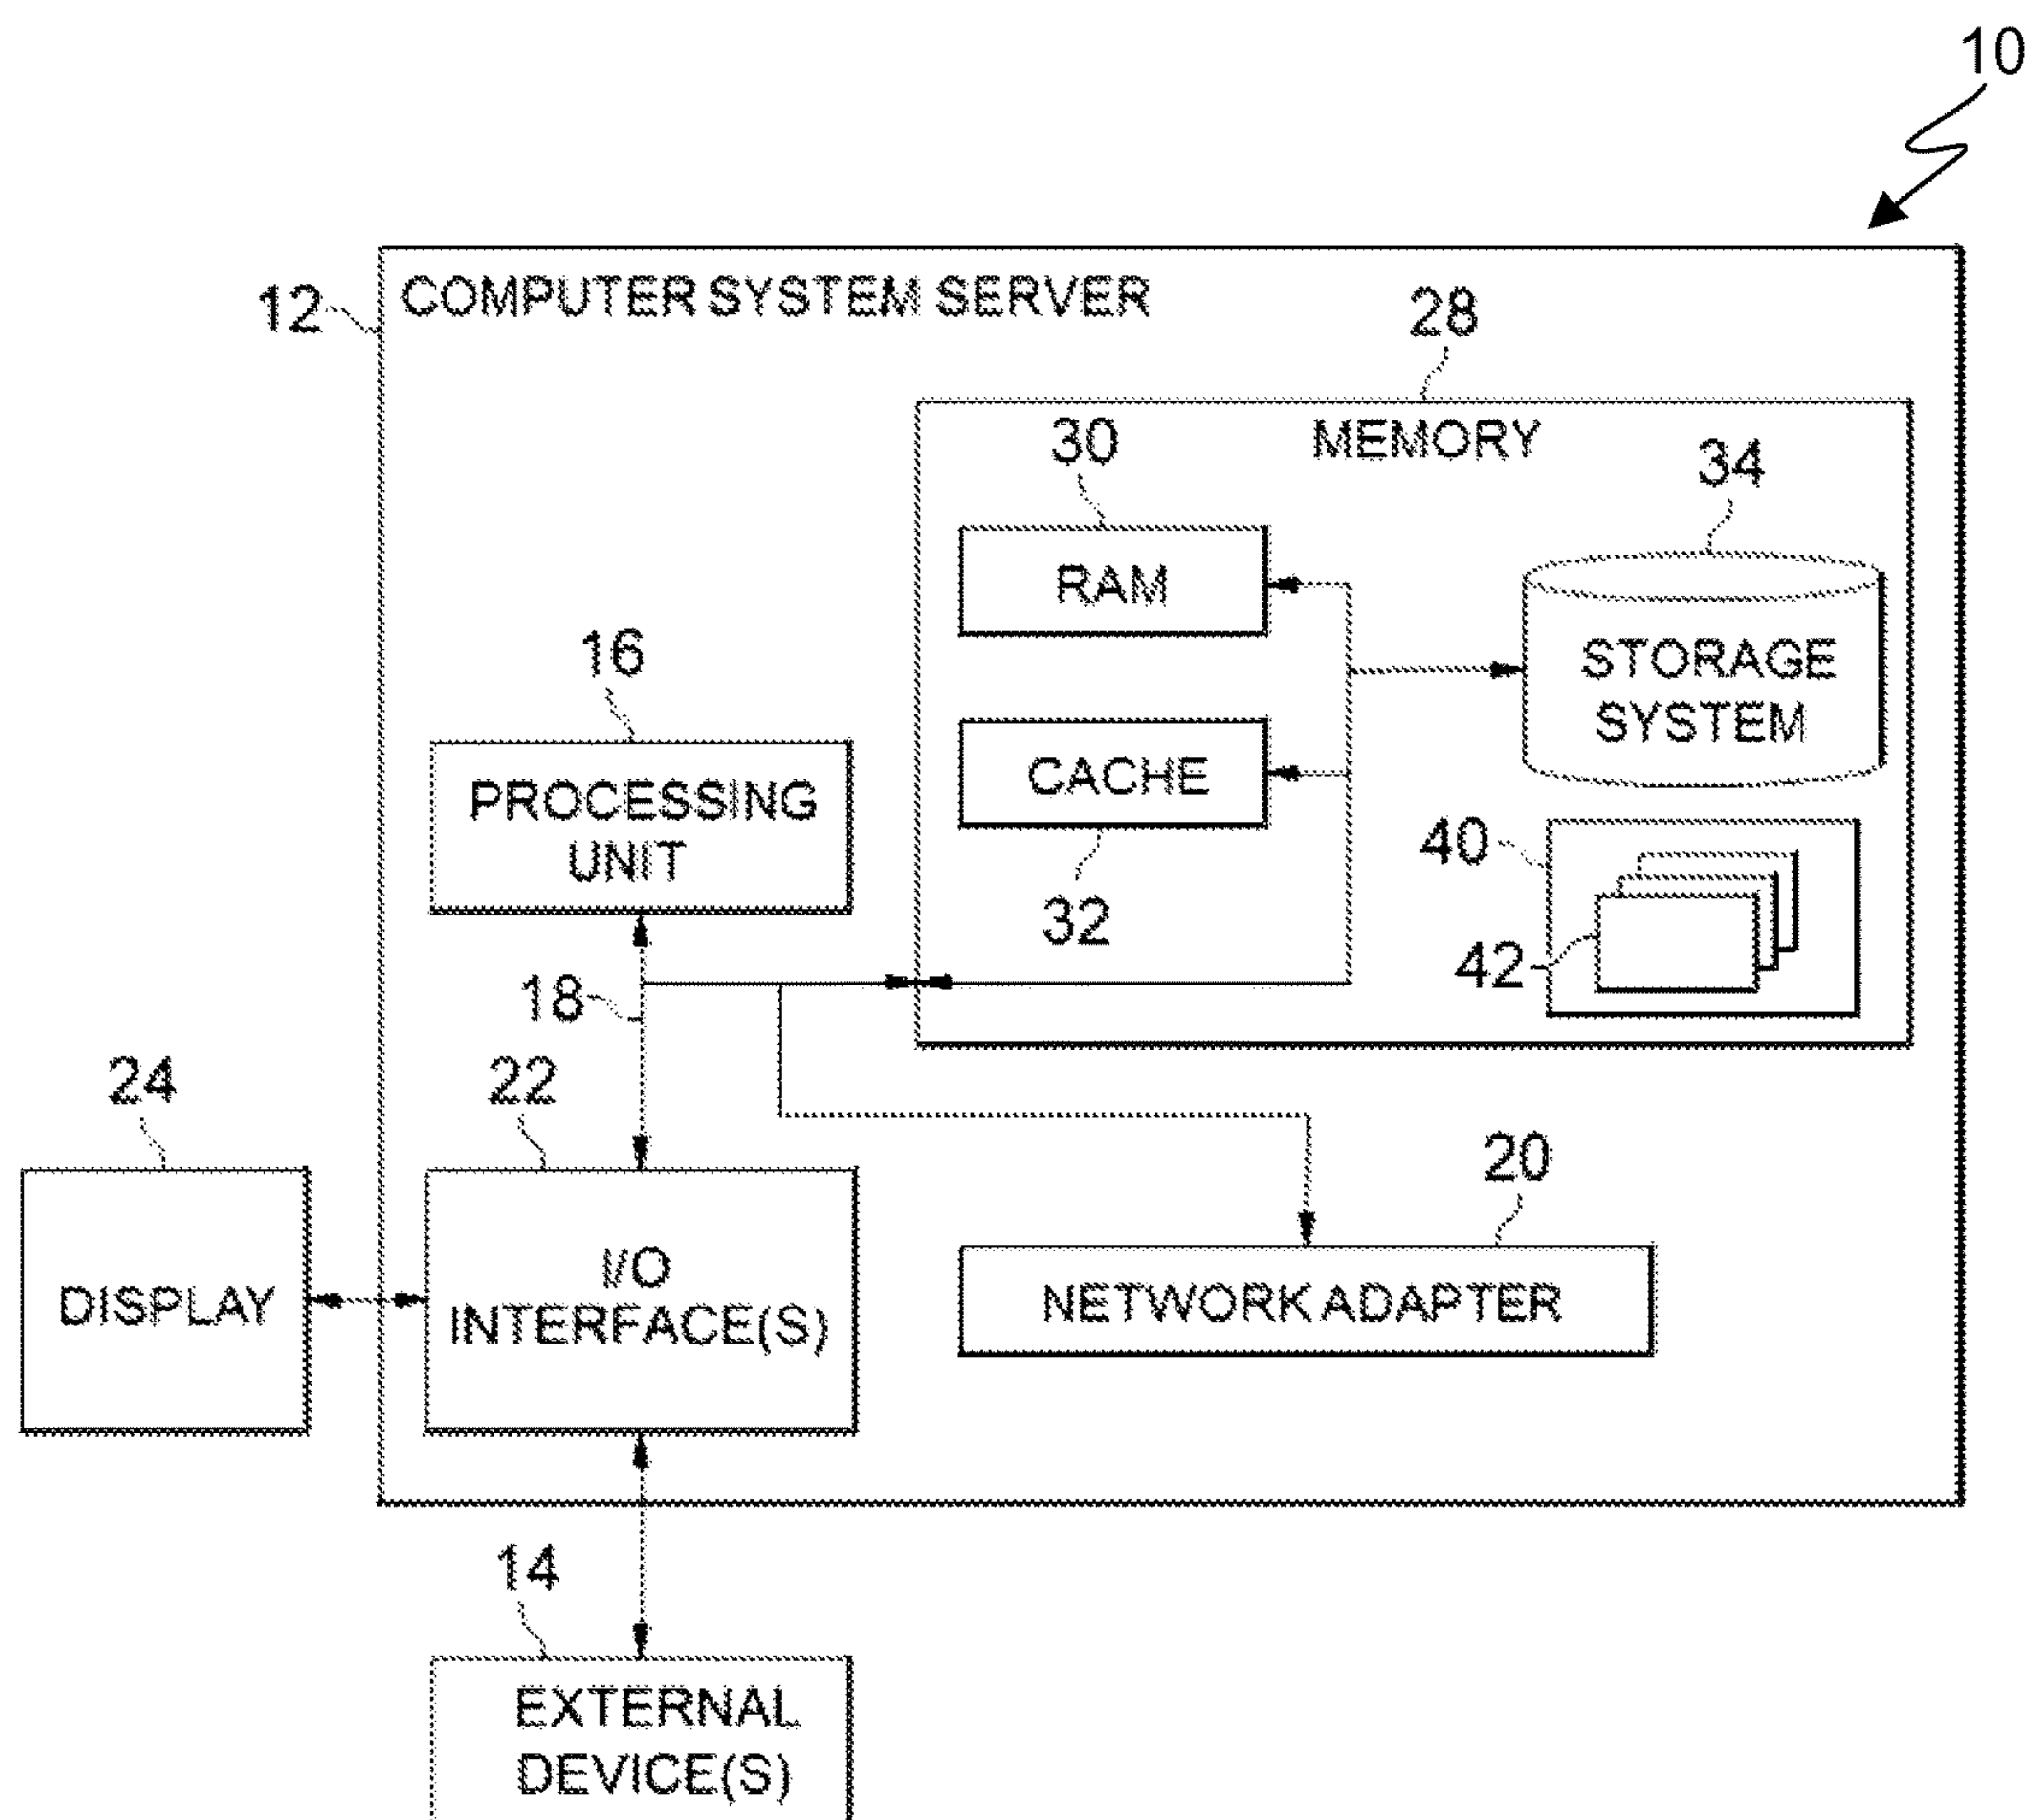 10
12
COMPUTER SYSTEM SERVER
28
MEMORY
30
34
RAM
STORAGE
SYSTEM
16
PROCESSING
UNIT
CACHE
32
40
42
18
24
22
20
DISPLAY
I/O
INTERFACE(S)
NETWORK ADAPTER
14
EXTERNAL
DEVICE(S)